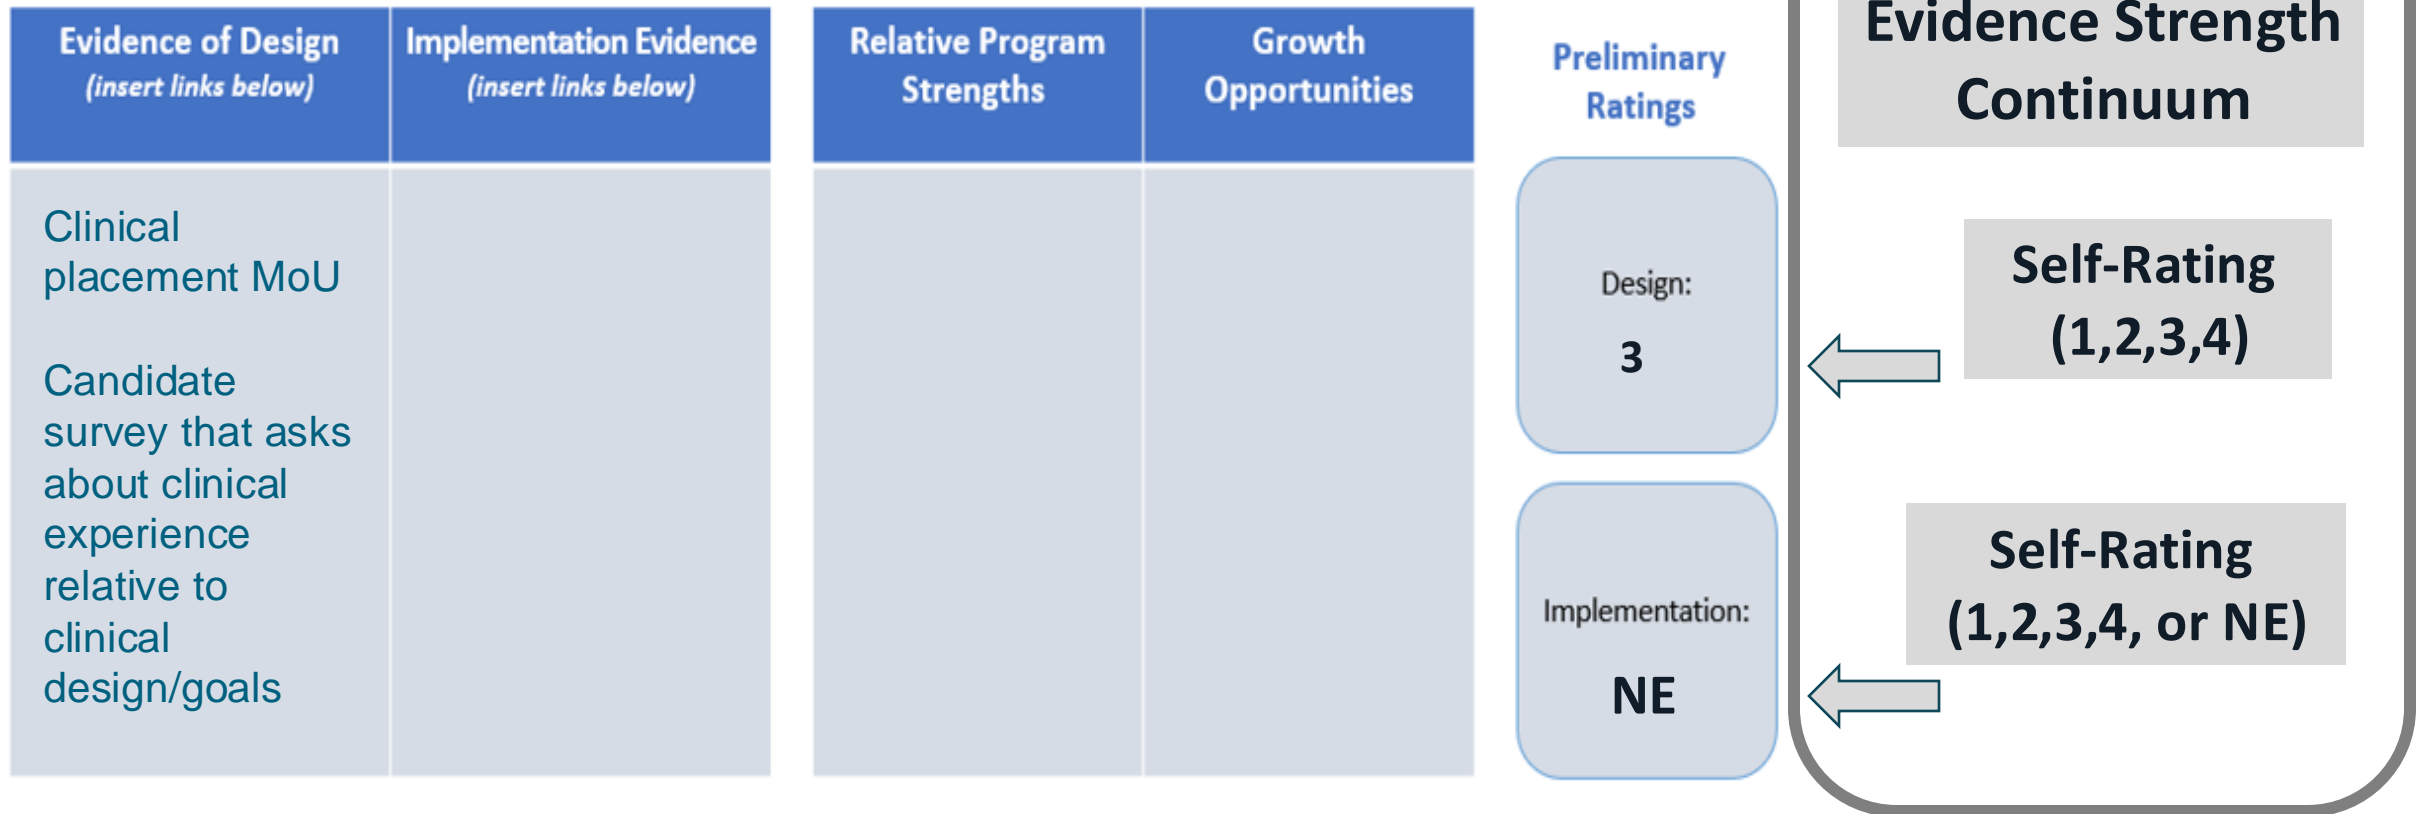 Evidence of Design
(insert links below)
Implementation Evidence
(insert links below)
Relative Program
Strengths
Growth
Opportunities
Preliminary
Ratings
Evidence Strength
Continuum
Clinical
placement MoU
Candidate
survey that asks
about clinical
experience
relative to
clinical
design/goals
Design:
3
Implementation:
NE
Self-Rating
(1,2,3,4)
Self-Rating
(1,2,3,4, or NE)